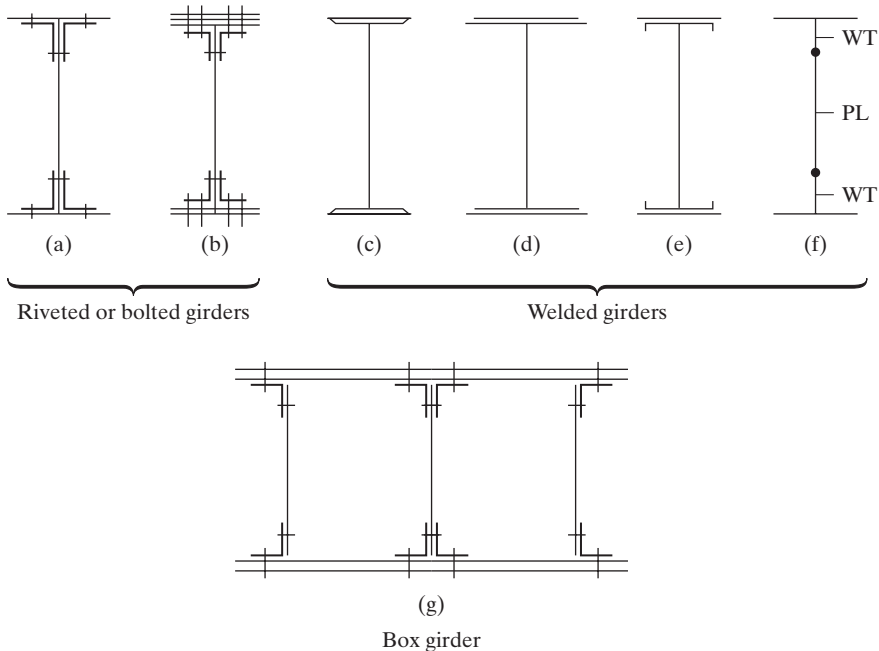 WT
PL
WT
(a) (b) (c) (d) (e) (f)
Riveted or bolted girders Welded girders
(g)
Box girder